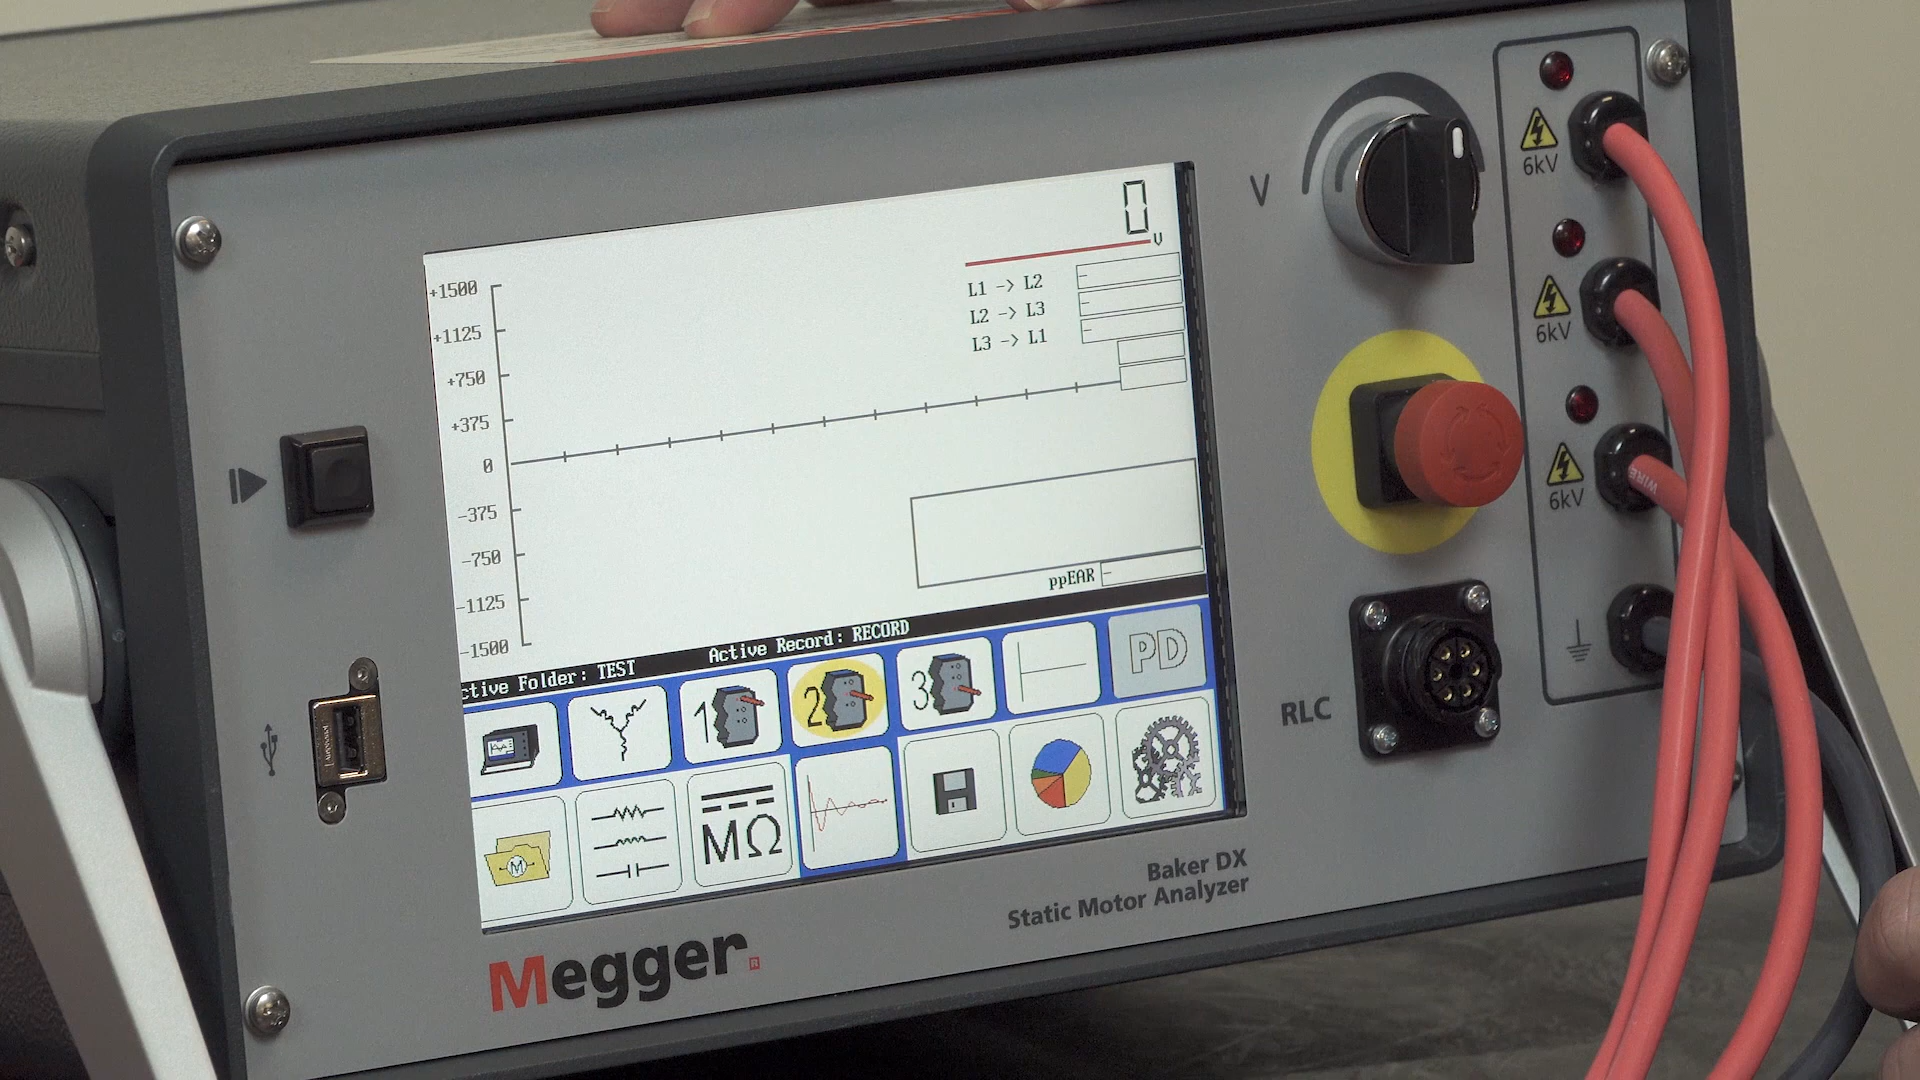 0
V
+1500
+1125
+750
+375
0
-375
-750
-1125
-1500
L1 -> L2
L2 -> L3
L3 -> L1
ppEAR
ctive Folder: TEST
Active Record: RECORD
1
2
3
PD
M
MΩ
Baker DX
Static Motor Analyzer
Megger
V
6kV
6kV
6kV
RLC
WIRE